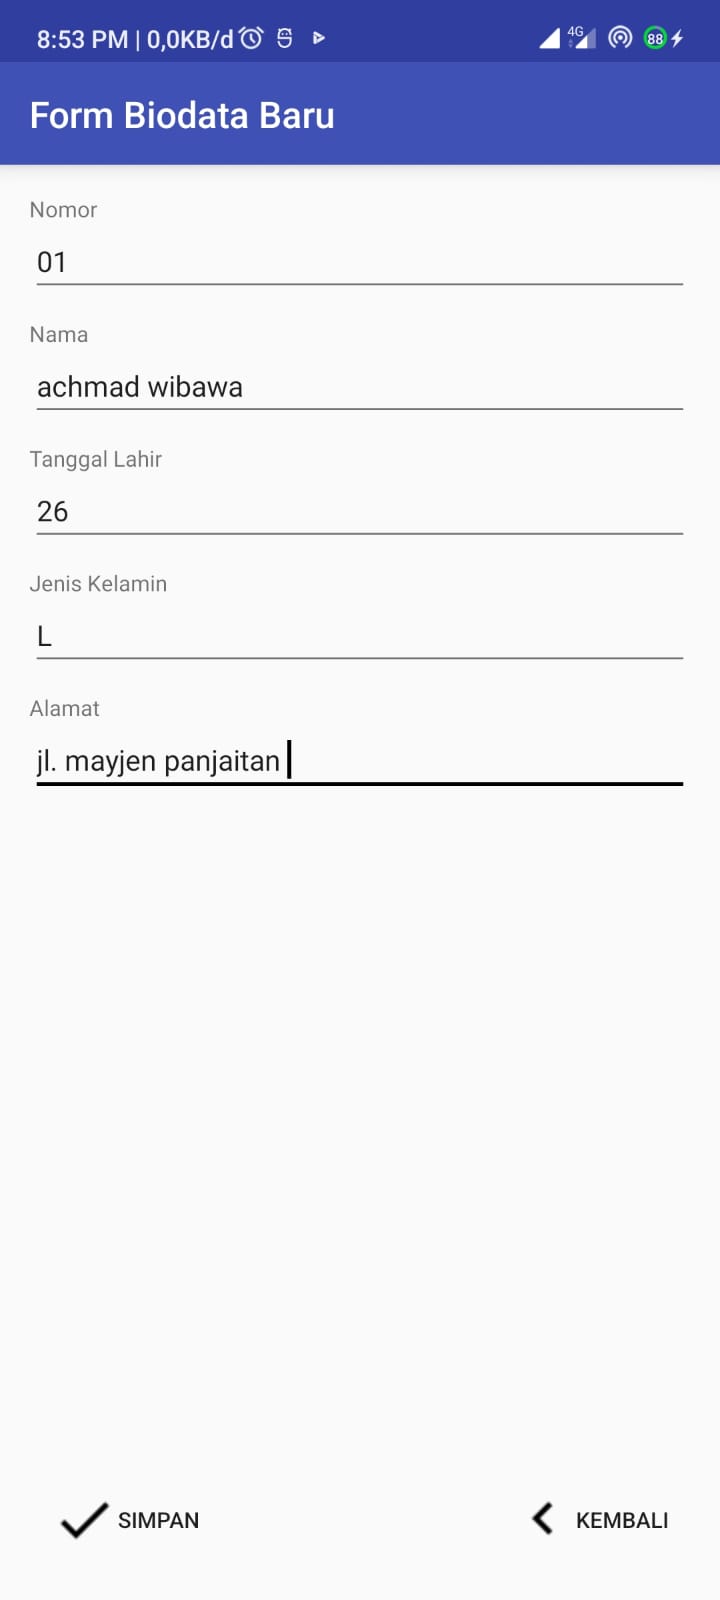 8:53 PM | 0,0KB/d 4G 88
Form Biodata Baru
Nomor
01
Nama
achmad wibawa
Tanggal Lahir
26
Jenis Kelamin
L
Alamat
jl. mayjen panjaitan
SIMPAN KEMBALI